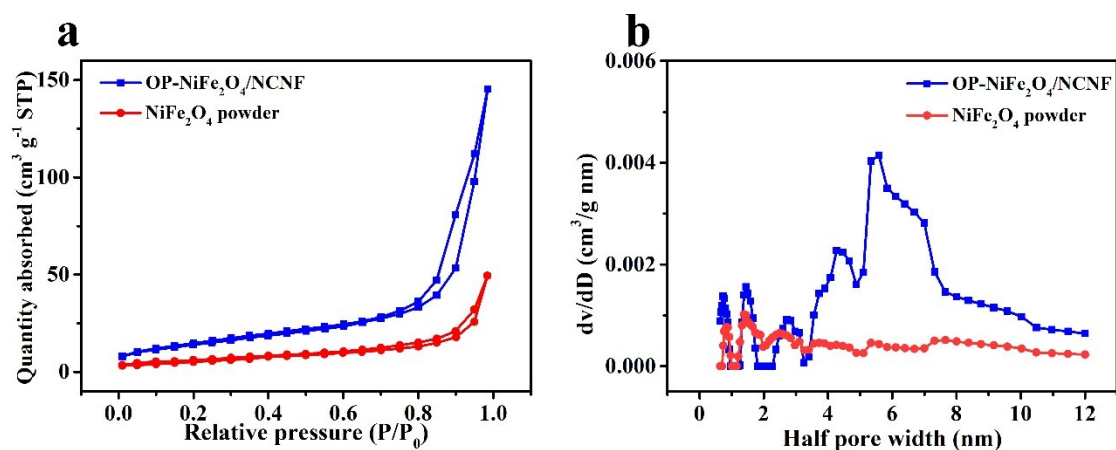 a
Quantity absorbed (cm³ g⁻¹ STP)
150
100
50
0
OP-NiFe₂O₄/NCNF
NiFe₂O₄ powder
0.0 0.2 0.4 0.6 0.8 1.0
Relative pressure (P/P₀)
b
dv/dD (cm³/g nm)
0.006
0.004
0.002
0.000
OP-NiFe₂O₄/NCNF
NiFe₂O₄ powder
0 2 4 6 8 10 12
Half pore width (nm)